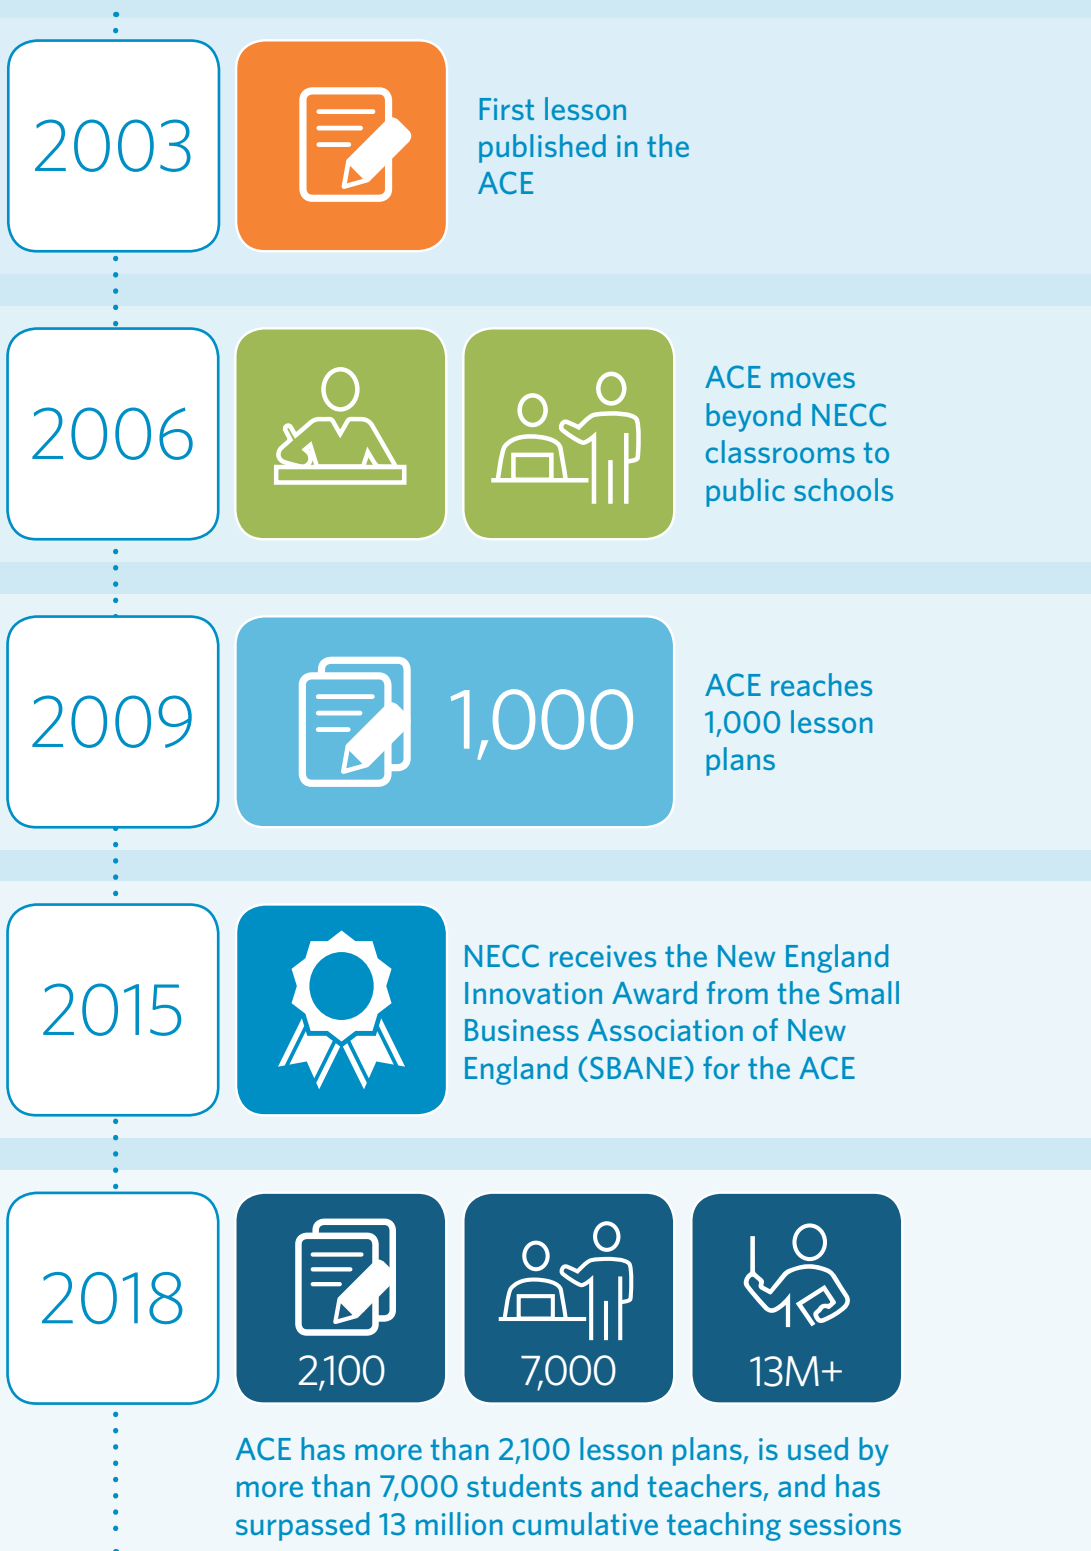 2003
First lesson
published in the
ACE
2006
ACE moves
beyond NECC
classrooms to
public schools
2009
1,000
ACE reaches
1,000 lesson
plans
2015
NECC receives the New England
Innovation Award from the Small
Business Association of New
England (SBANE) for the ACE
2018
2,100
7,000
13M+
ACE has more than 2,100 lesson plans, is used by
more than 7,000 students and teachers, and has
surpassed 13 million cumulative teaching sessions